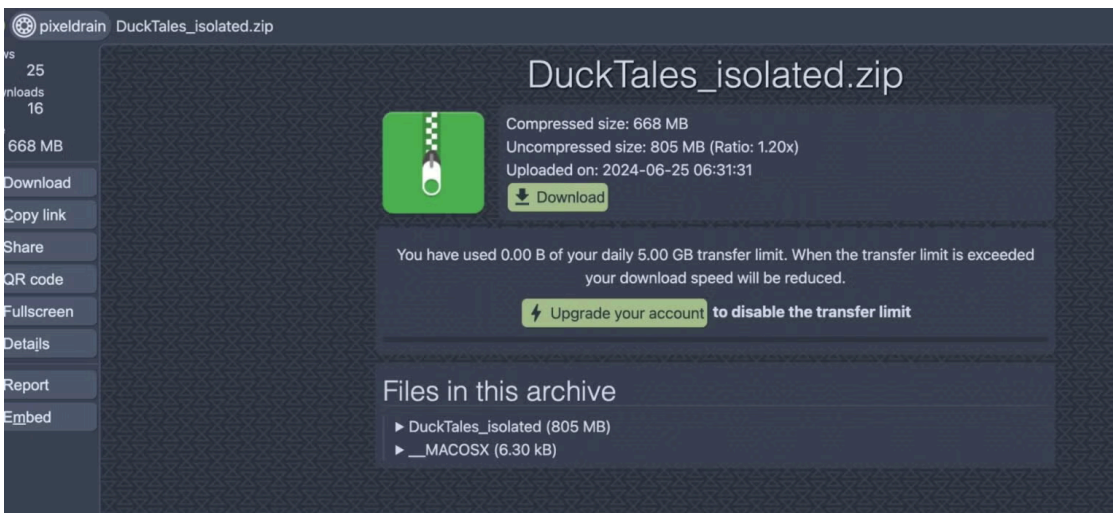 pixeldrain DuckTales_isolated.zip
25
16
668 MB
Download
Copy link
Share
QR code
Fullscreen
Details
Report
Embed
DuckTales_isolated.zip
Compressed size: 668 MB
Uncompressed size: 805 MB (Ratio: 1.20x)
Uploaded on: 2024-06-25 06:31:31
Download
You have used 0.00 B of your daily 5.00 GB transfer limit. When the transfer limit is exceeded
your download speed will be reduced.
Upgrade your account to disable the transfer limit
Files in this archive
DuckTales_isolated (805 MB)
__MACOSX (6.30 kB)